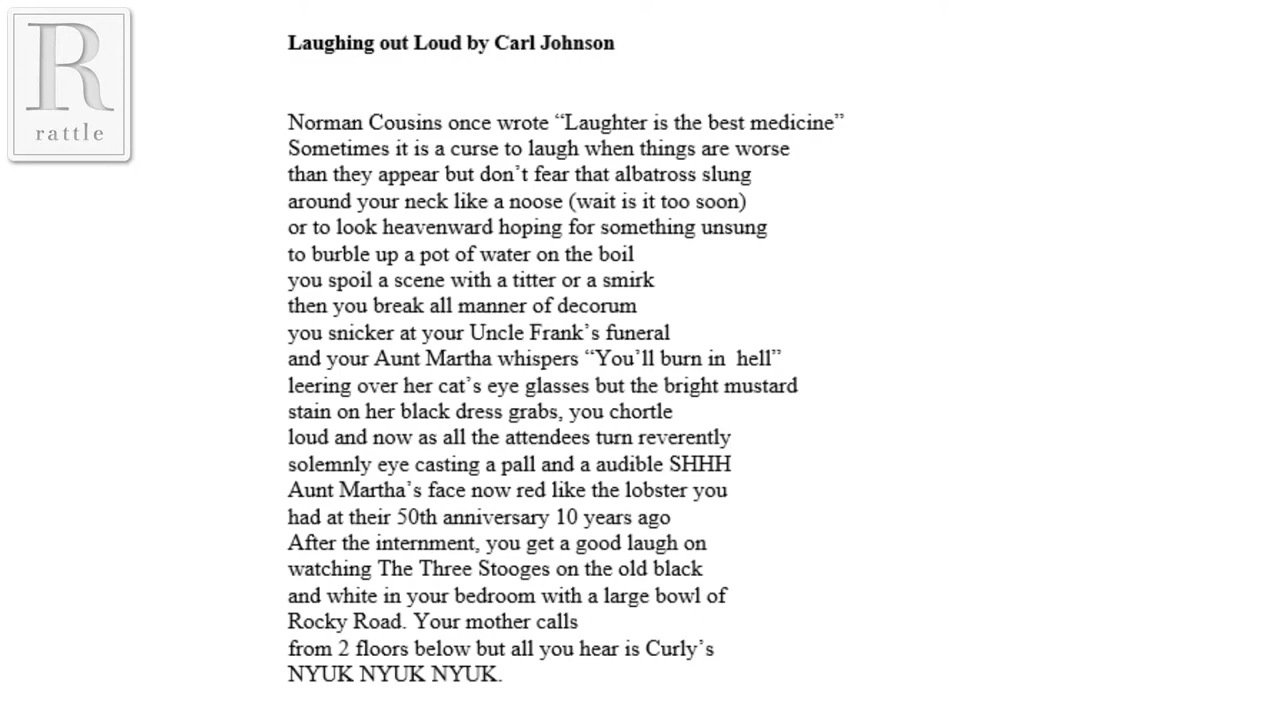 R
rattle
Laughing out Loud by Carl Johnson
Norman Cousins once wrote “Laughter is the best medicine”
Sometimes it is a curse to laugh when things are worse
than they appear but don’t fear that albatross slung
around your neck like a noose (wait is it too soon)
or to look heavenward hoping for something unsung
to burble up a pot of water on the boil
you spoil a scene with a titter or a smirk
then you break all manner of decorum
you snicker at your Uncle Frank’s funeral
and your Aunt Martha whispers “You’ll burn in  hell”
leering over her cat’s eye glasses but the bright mustard
stain on her black dress grabs, you chortle
loud and now as all the attendees turn reverently
solemnly eye casting a pall and a audible SHHH
Aunt Martha’s face now red like the lobster you
had at their 50th anniversary 10 years ago
After the internment, you get a good laugh on
watching The Three Stooges on the old black
and white in your bedroom with a large bowl of
Rocky Road. Your mother calls
from 2 floors below but all you hear is Curly’s
NYUK NYUK NYUK.